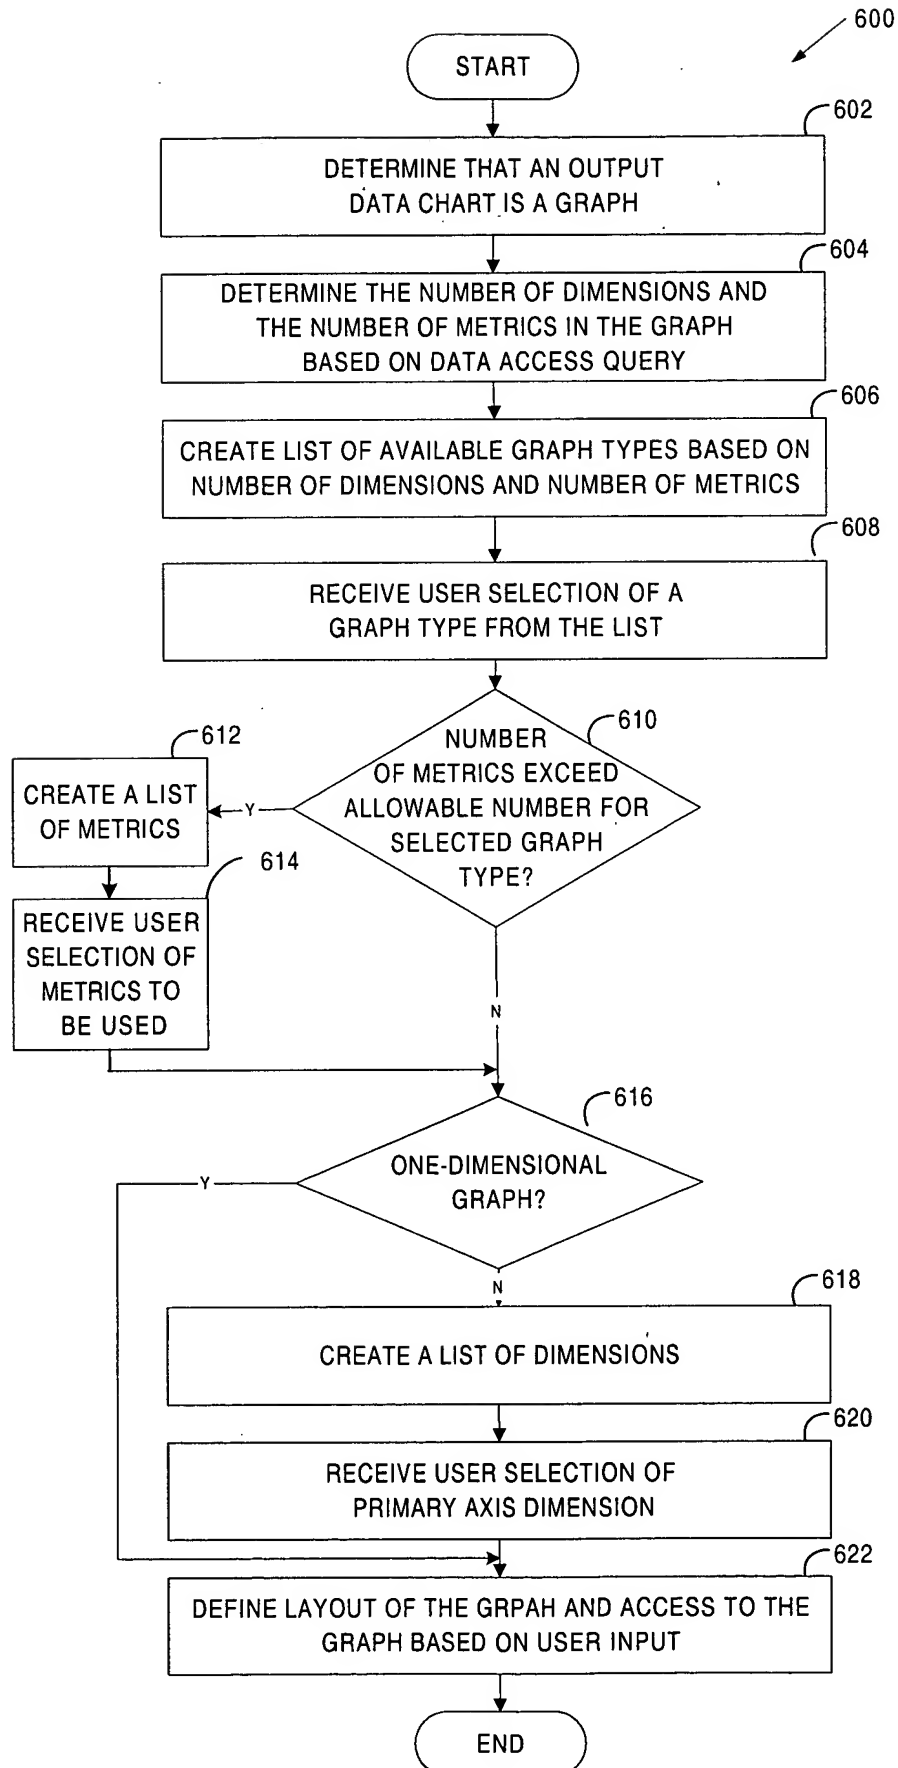 600
START
602
DETERMINE THAT AN OUTPUT
DATA CHART IS A GRAPH
604
DETERMINE THE NUMBER OF DIMENSIONS AND
THE NUMBER OF METRICS IN THE GRAPH
BASED ON DATA ACCESS QUERY
606
CREATE LIST OF AVAILABLE GRAPH TYPES BASED ON
NUMBER OF DIMENSIONS AND NUMBER OF METRICS
608
RECEIVE USER SELECTION OF A
GRAPH TYPE FROM THE LIST
610
NUMBER
OF METRICS EXCEED
ALLOWABLE NUMBER FOR
SELECTED GRAPH
TYPE?
Y
612
CREATE A LIST
OF METRICS
614
RECEIVE USER
SELECTION OF
METRICS TO
BE USED
N
616
ONE-DIMENSIONAL
GRAPH?
Y
N
618
CREATE A LIST OF DIMENSIONS
620
RECEIVE USER SELECTION OF
PRIMARY AXIS DIMENSION
622
DEFINE LAYOUT OF THE GRPAH AND ACCESS TO THE
GRAPH BASED ON USER INPUT
END